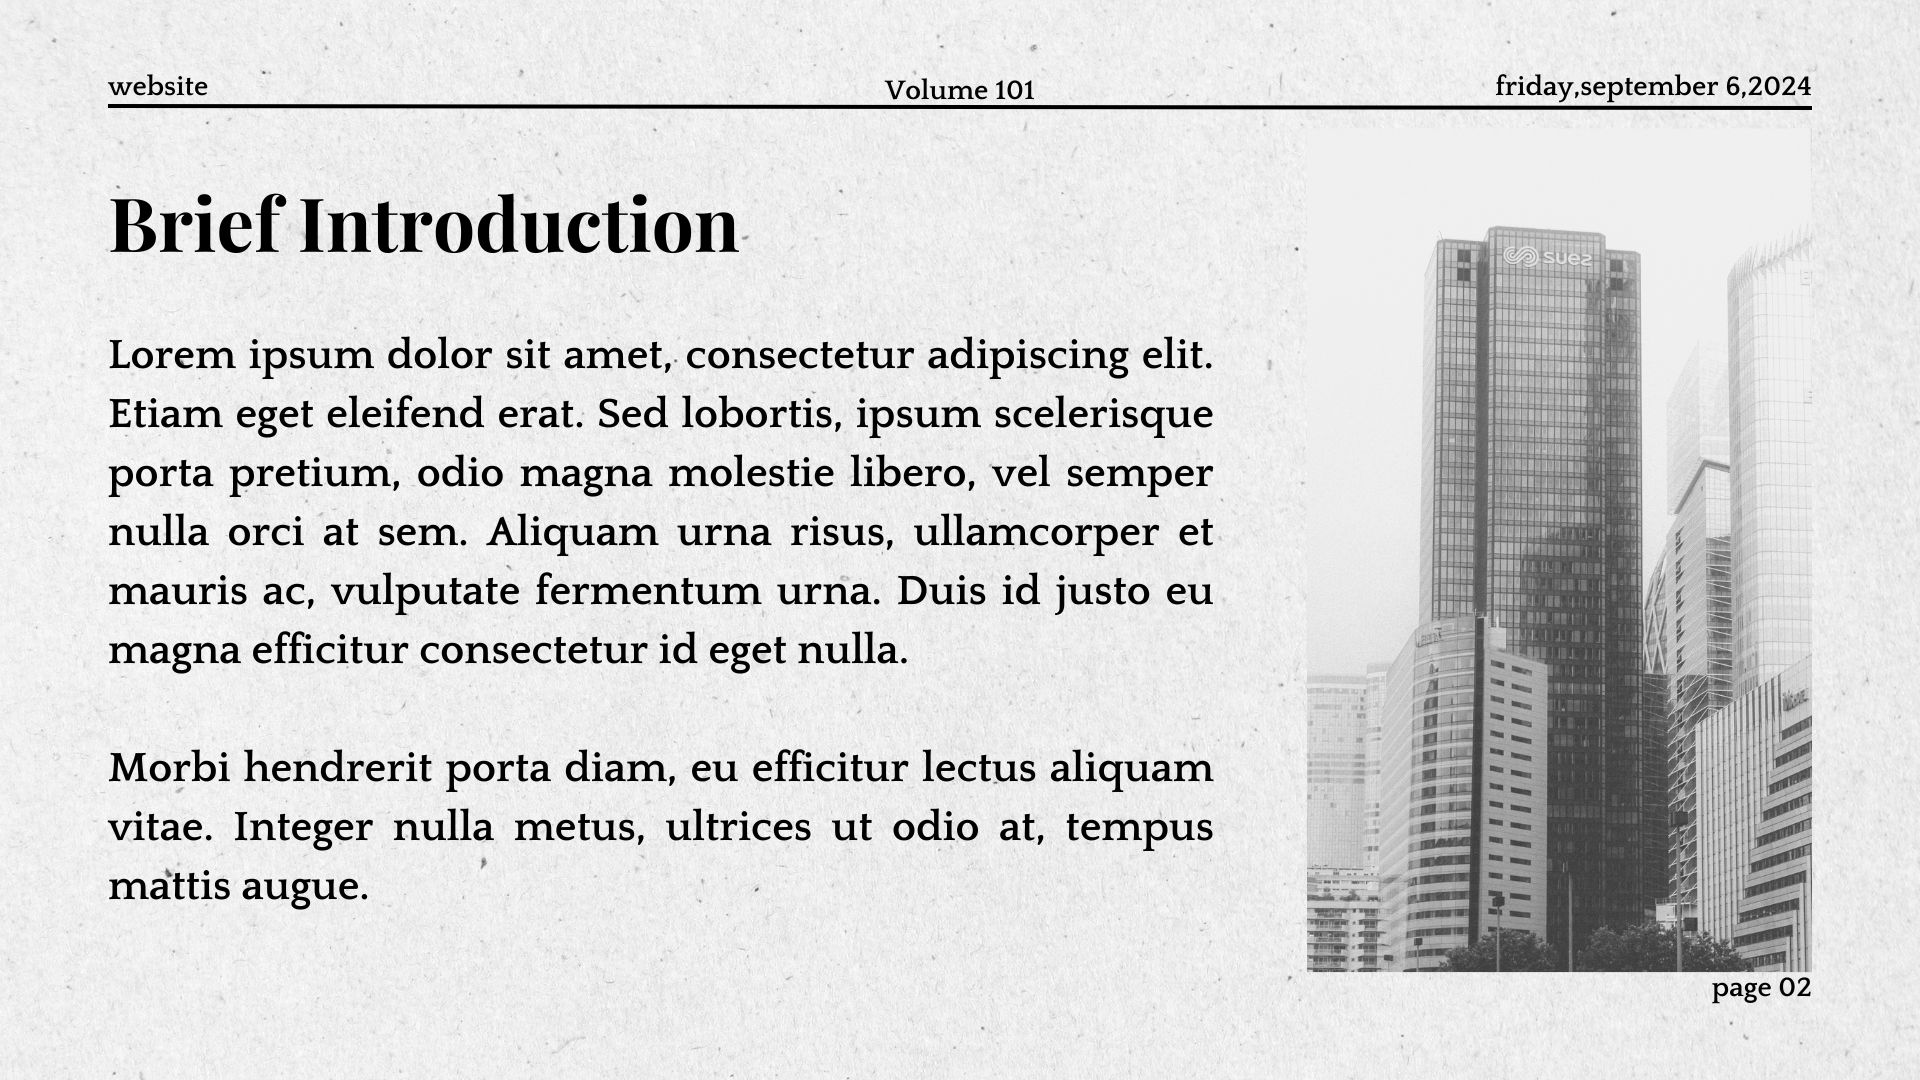 website
Volume 101
friday,september 6,2024
Brief Introduction
Lorem ipsum dolor sit amet, consectetur adipiscing elit.
Etiam eget eleifend erat. Sed lobortis, ipsum scelerisque
porta pretium, odio magna molestie libero, vel semper
nulla orci at sem. Aliquam urna risus, ullamcorper et
mauris ac, vulputate fermentum urna. Duis id justo eu
magna efficitur consectetur id eget nulla.
Morbi hendrerit porta diam, eu efficitur lectus aliquam
vitae. Integer nulla metus, ultrices ut odio at, tempus
mattis augue.
suez
page 02